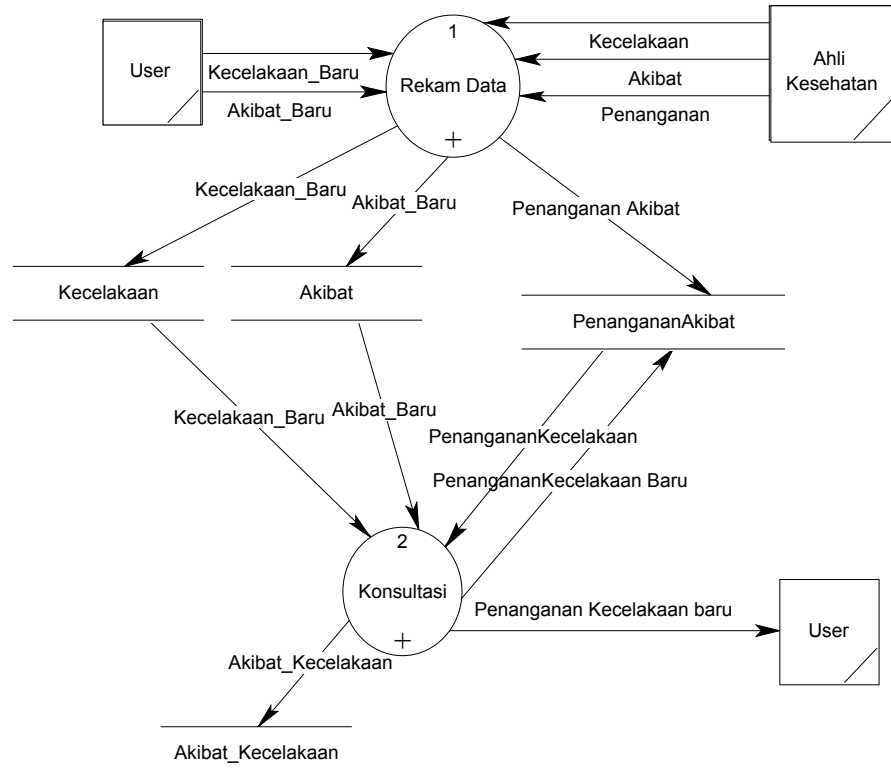 1
User
Kecelakaan_Baru
Akibat_Baru
Rekam Data
Kecelakaan
Akibat
Penanganan
Ahli
Kesehatan
+
Kecelakaan_Baru
Akibat_Baru
Penanganan Akibat
Kecelakaan
Akibat
PenangananAkibat
Kecelakaan_Baru
Akibat_Baru
PenangananKecelakaan
PenangananKecelakaan Baru
2
Konsultasi
+
Penanganan Kecelakaan baru
User
Akibat_Kecelakaan
Akibat_Kecelakaan